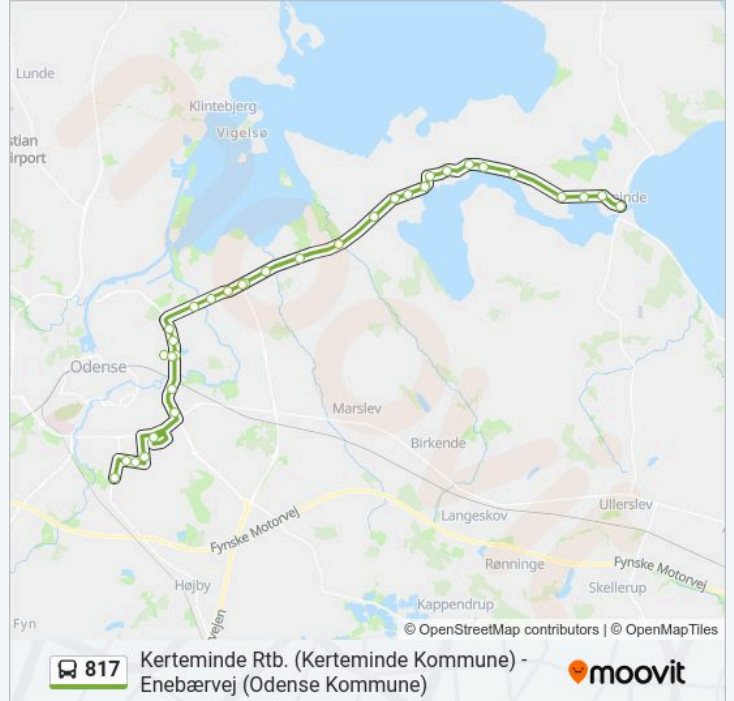 Lunde
Klintebjerg
Vigelsø
stian
irport
minde
Odense
Marslev
Birkende
Langeskov
Ullerslev
Fynske Motorvej
Rønninge
Fynske Motorvej
Højby
Skellerup
Kappendrup
Fyn
vejen
© OpenStreetMap contributors | © OpenMapTiles
817
Kerteminde Rtb. (Kerteminde Kommune) -
Enebærvej (Odense Kommune)
moovit